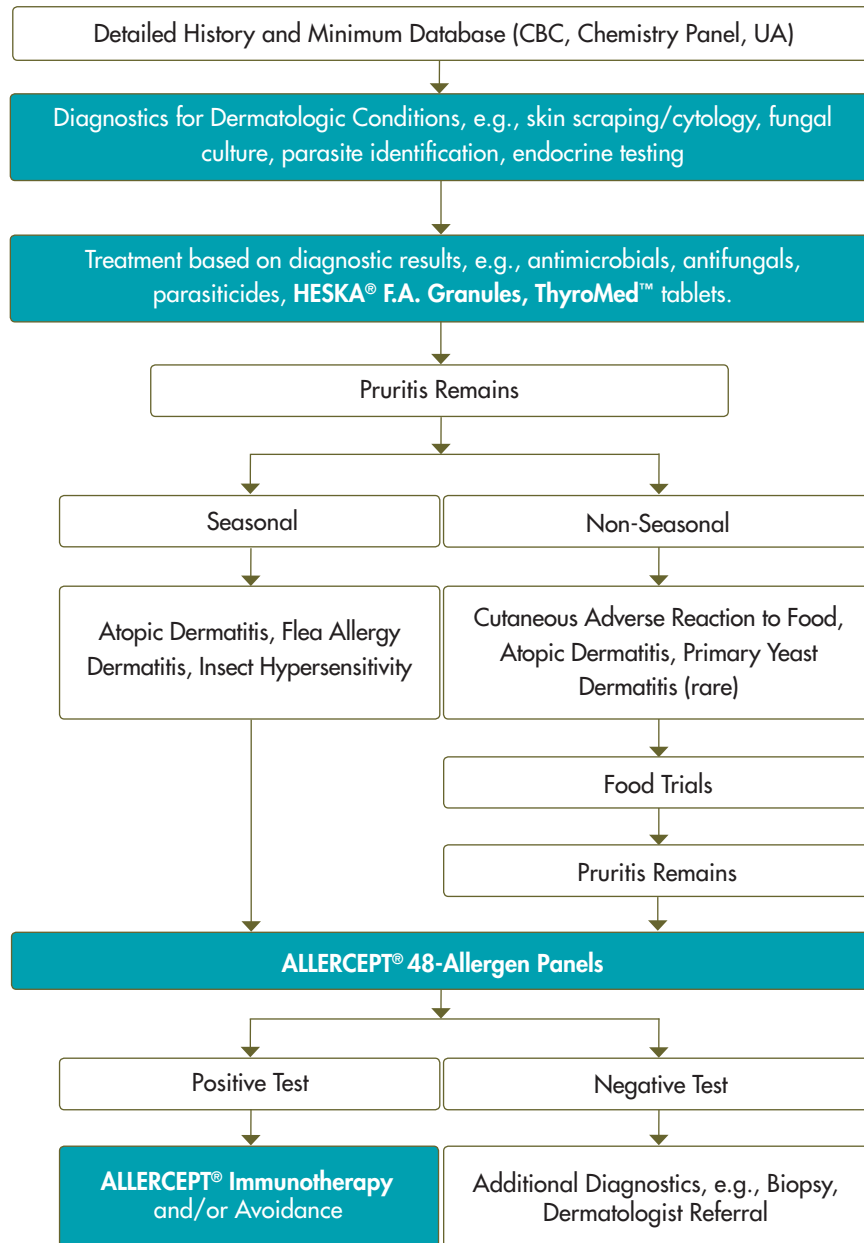 Detailed History and Minimum Database (CBC, Chemistry Panel, UA)
Diagnostics for Dermatologic Conditions, e.g., skin scraping/cytology, fungal
culture, parasite identification, endocrine testing
Treatment based on diagnostic results, e.g., antimicrobials, antifungals,
parasiticides, HESKA® F.A. Granules, ThyroMed™ tablets.
Pruritis Remains
Seasonal
Non-Seasonal
Atopic Dermatitis, Flea Allergy
Dermatitis, Insect Hypersensitivity
Cutaneous Adverse Reaction to Food,
Atopic Dermatitis, Primary Yeast
Dermatitis (rare)
Food Trials
Pruritis Remains
ALLERCEPT® 48-Allergen Panels
Positive Test
Negative Test
ALLERCEPT® Immunotherapy
and/or Avoidance
Additional Diagnostics, e.g., Biopsy,
Dermatologist Referral